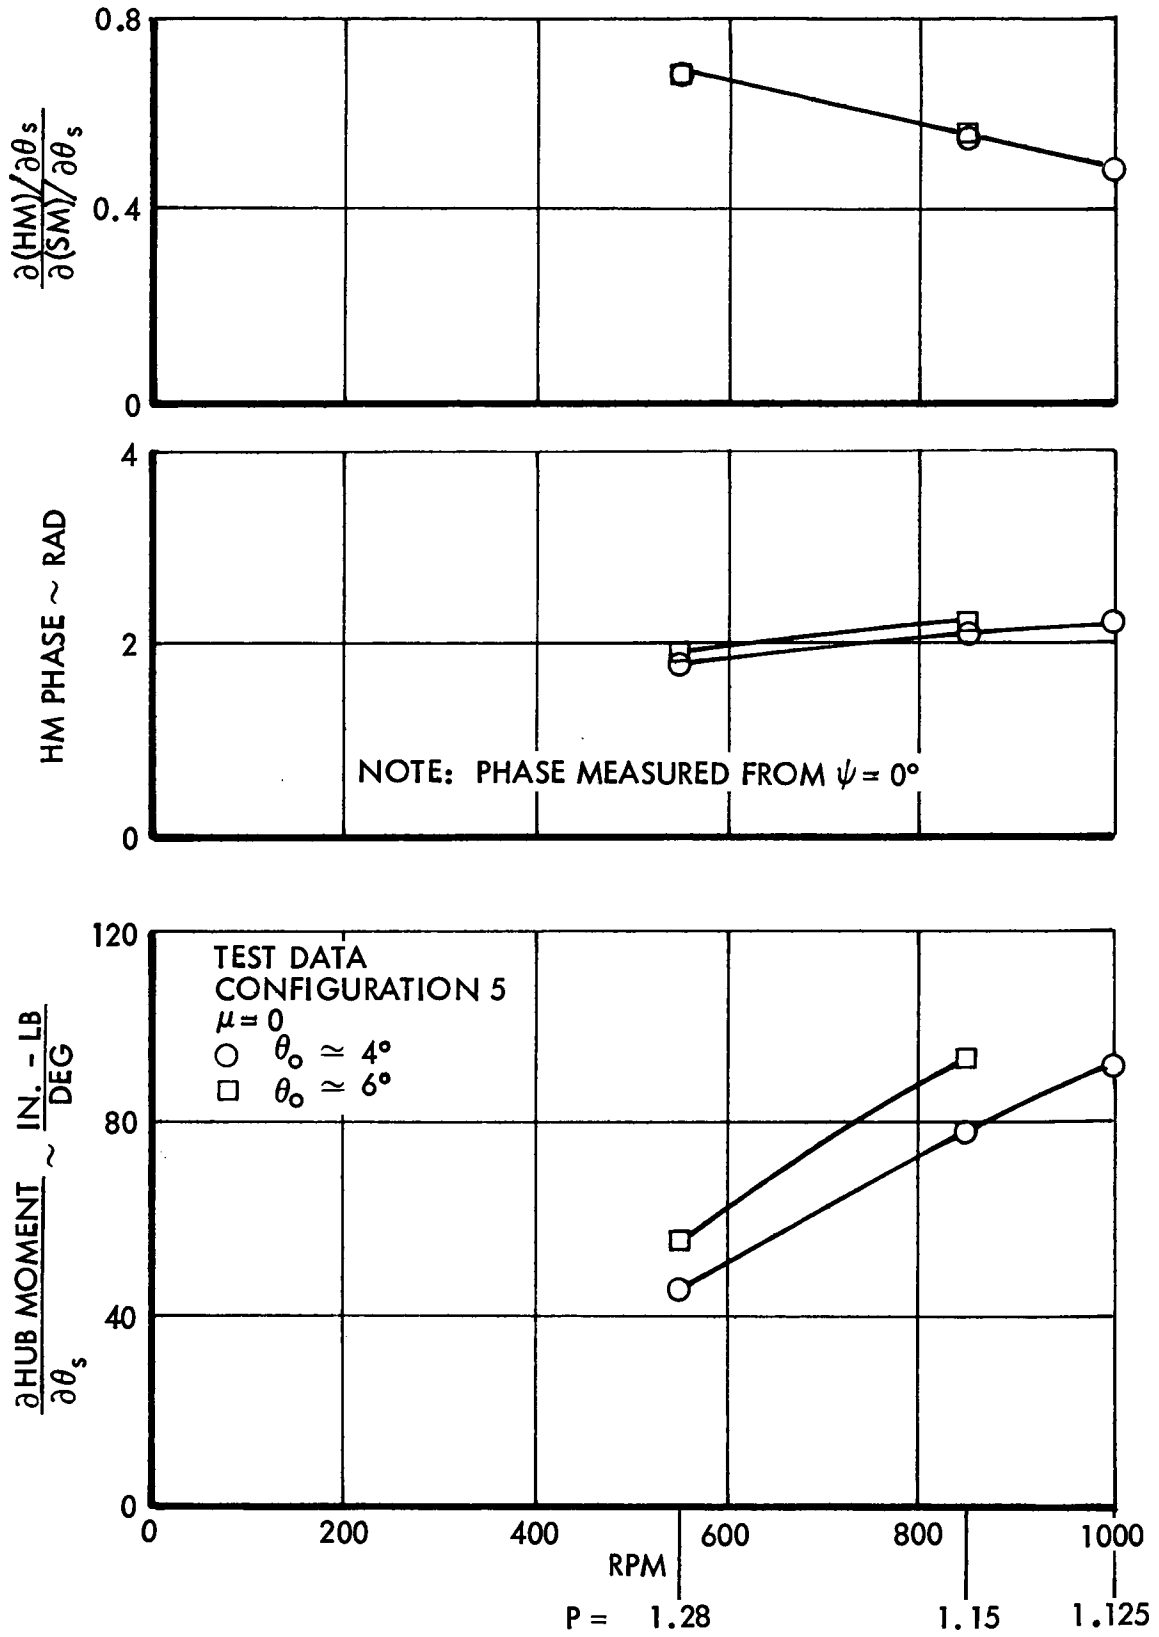 0.8
0.4
0
∂(HM)/∂θs
∂(SM)/∂θs
4
2
0
HM PHASE ~ RAD
NOTE: PHASE MEASURED FROM ψ = 0°
120
80
40
0
∂HUB MOMENT ~ IN. - LB
∂θs DEG
TEST DATA
CONFIGURATION 5
μ = 0
○ θo ≃ 4°
□ θo ≃ 6°
0 200 400 600 800 1000
RPM
P = 1.28 1.15 1.125